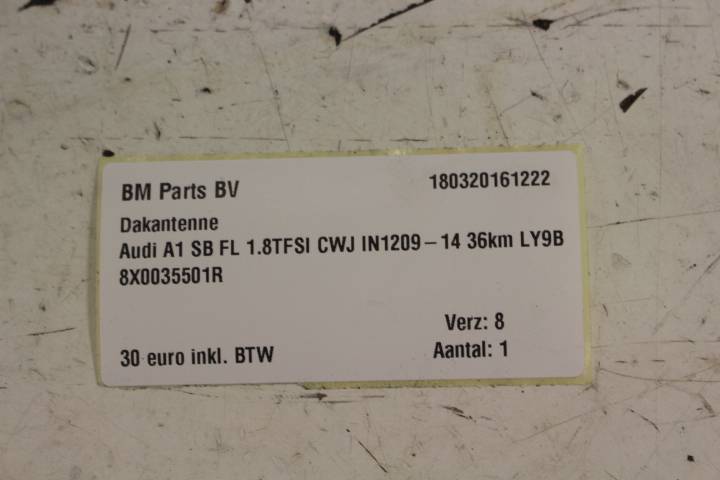 BM Parts BV 180320161222
Dakantenne
Audi A1 SB FL 1.8TFSI CWJ IN1209-14 36km LY9B
8X0035501R
Verz: 8
30 euro inkl. BTW Aantal: 1